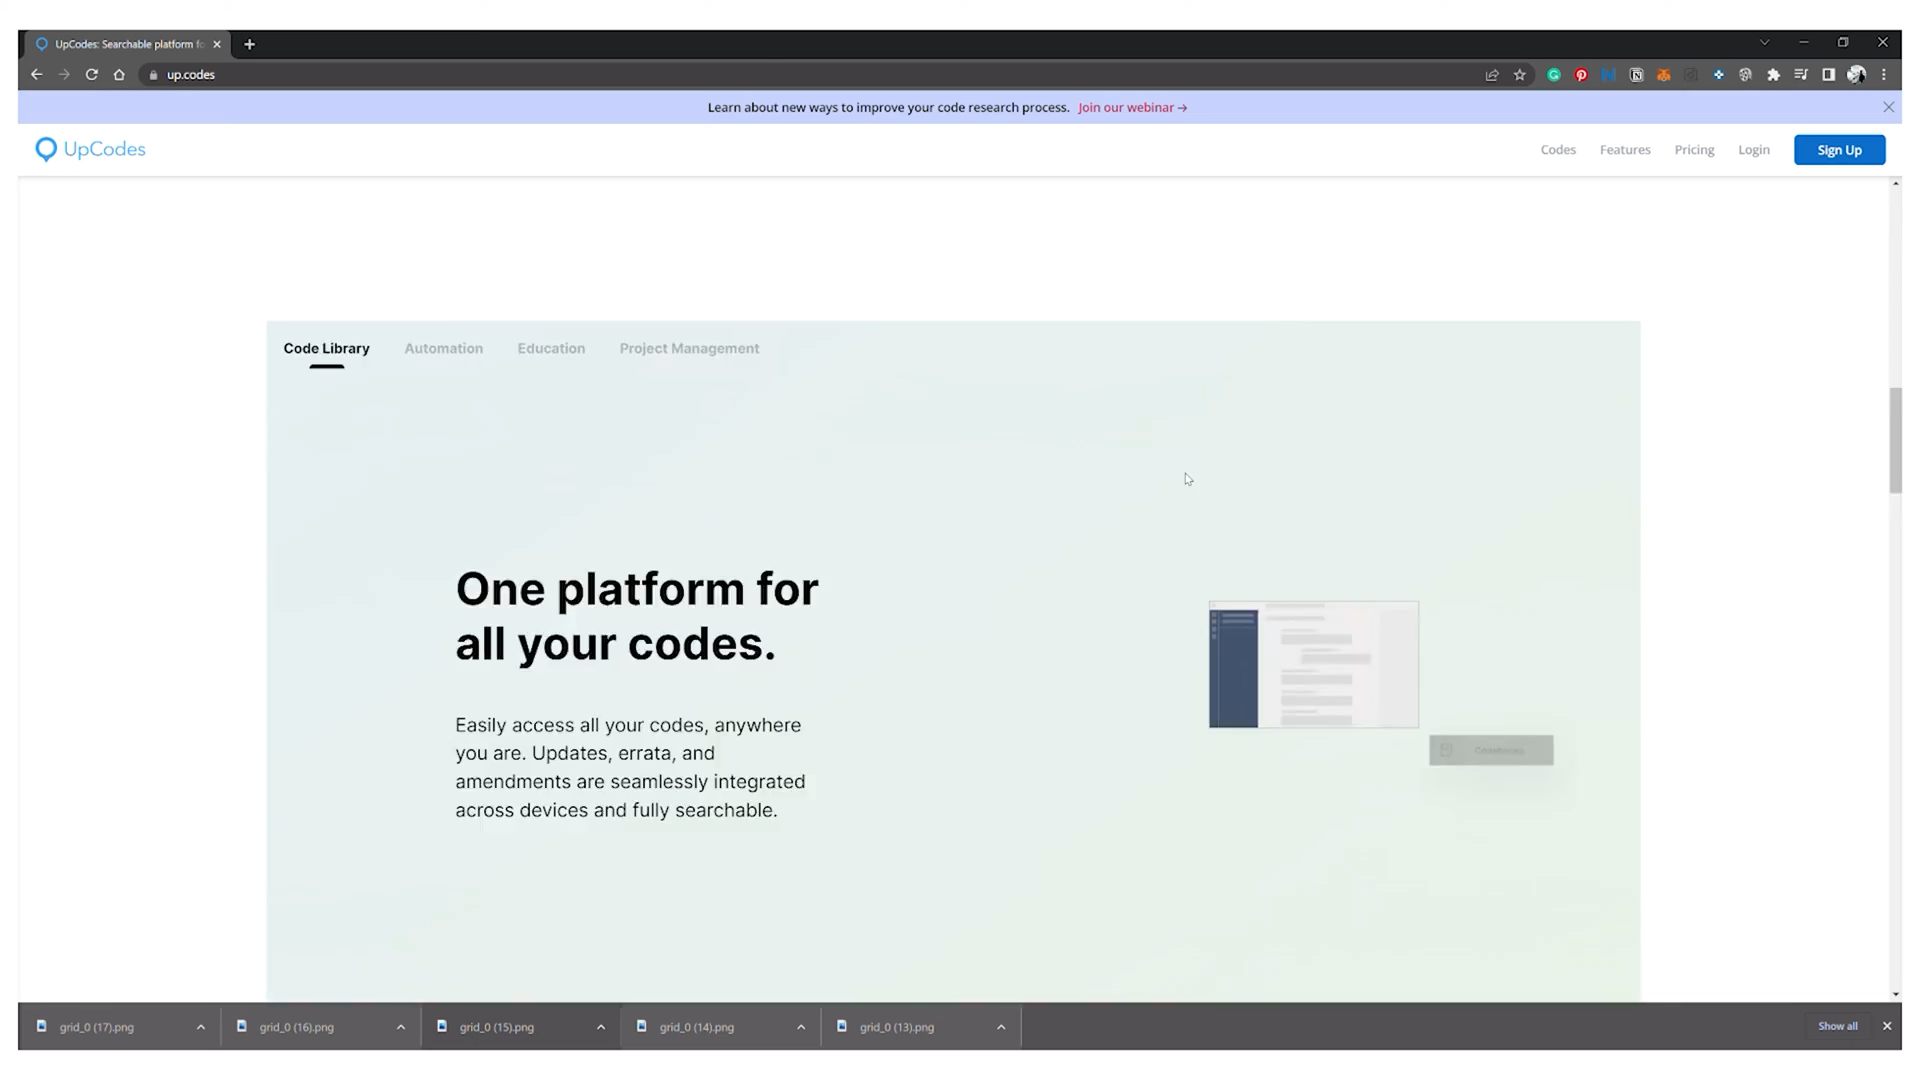 UpCodes: Searchable platform fo
up.codes
Learn about new ways to improve your code research process. Join our webinar →
UpCodes
Codes Features Pricing Login Sign Up
Code Library Automation Education Project Management
One platform for
all your codes.
Easily access all your codes, anywhere
you are. Updates, errata, and
amendments are seamlessly integrated
across devices and fully searchable.
grid_0 (17).png grid_0 (16).png grid_0 (15).png grid_0 (14).png grid_0 (13).png Show all